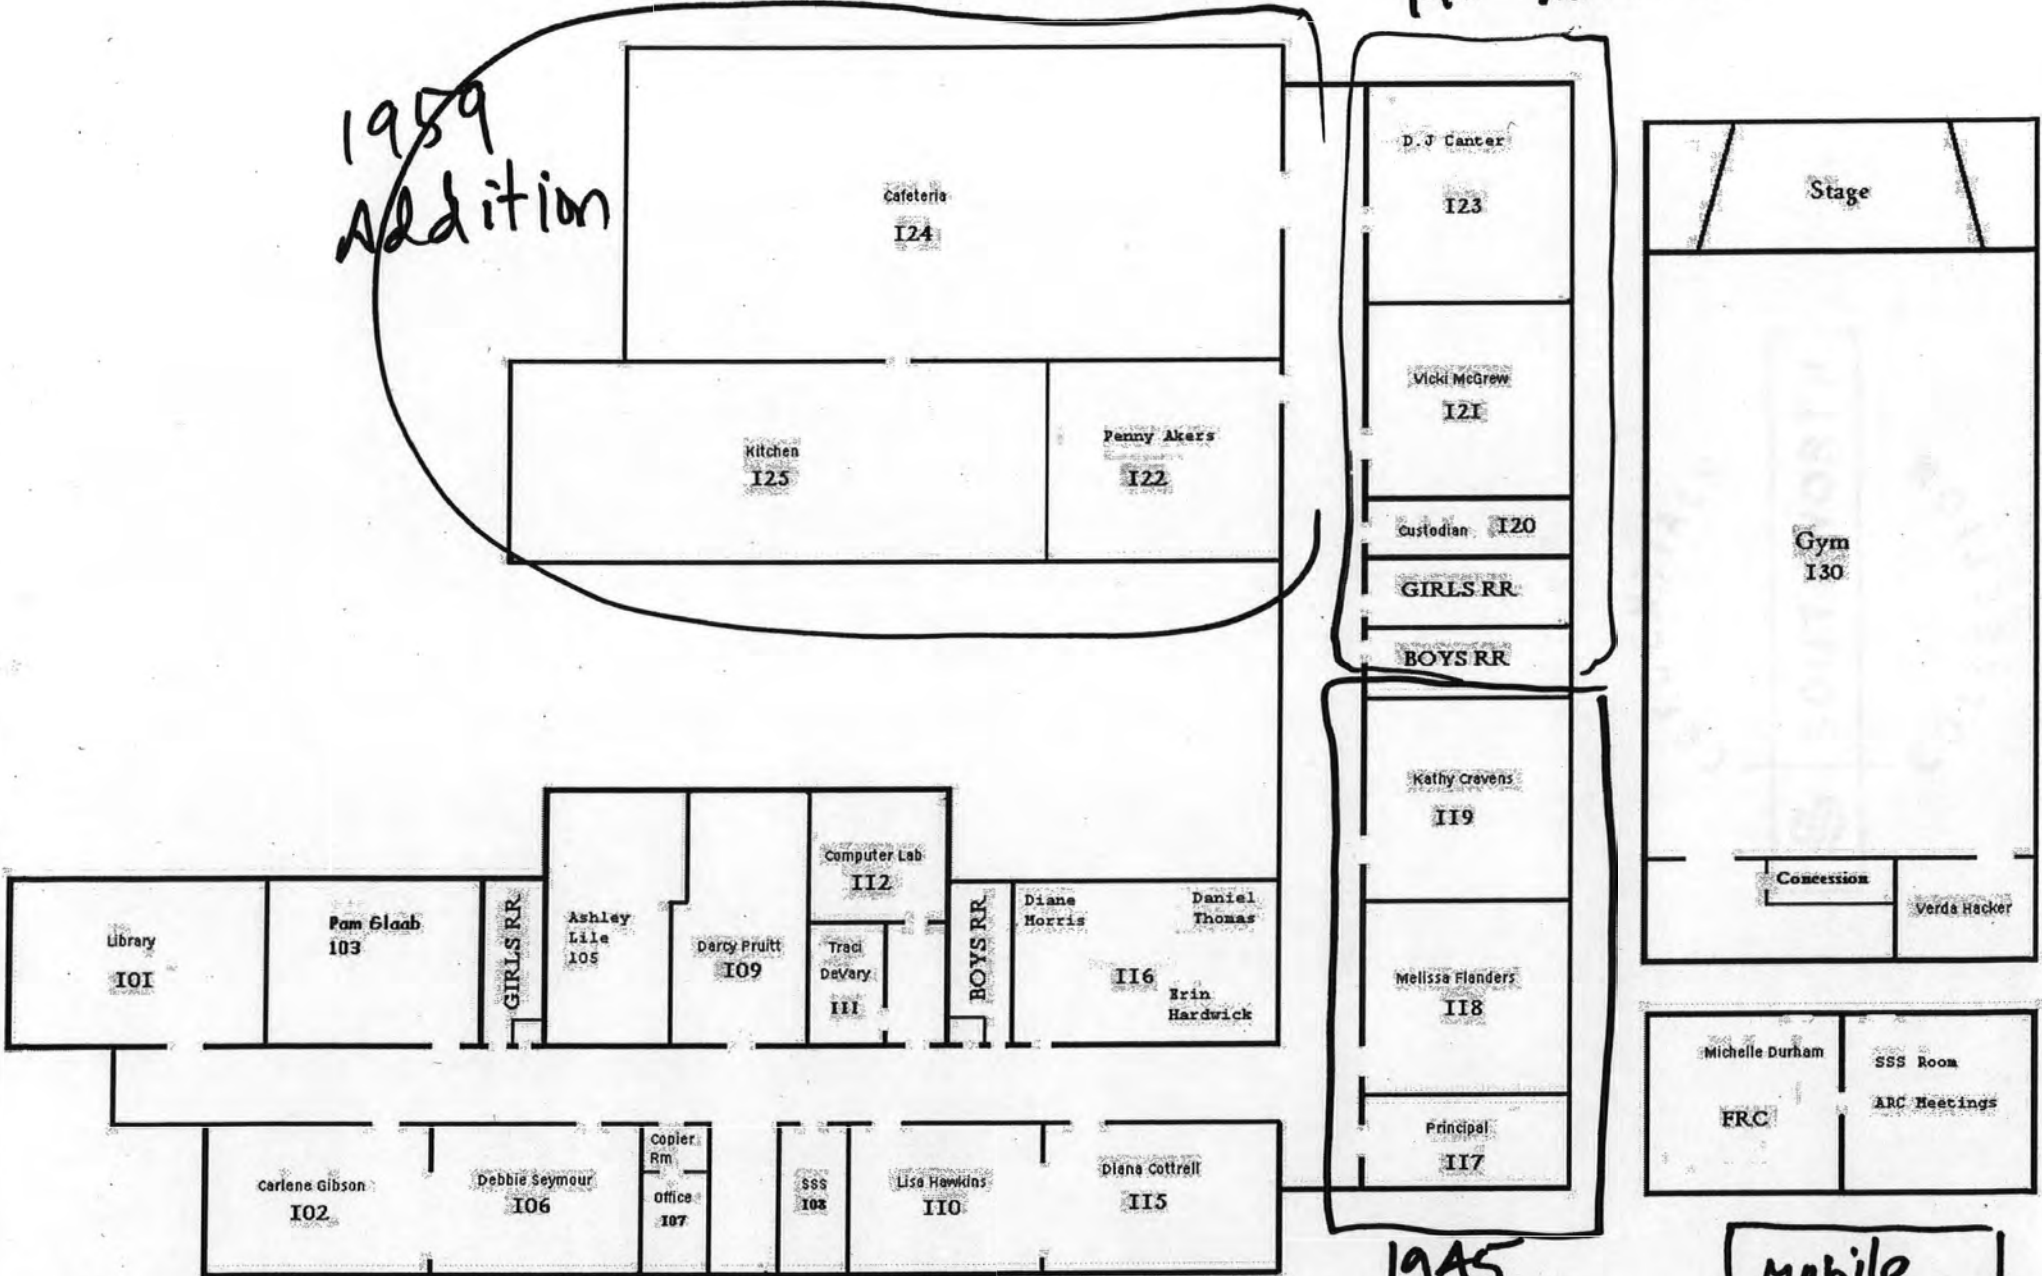 1959
Addition
Cafeteria
124
D.J Canter
123
Stage
Vicki McGrew
121
Kitchen
125
Penny Akers
122
Custodian 120
GIRLS RR
BOYS RR
Gym
130
Kathy Cravens
119
Concession
Verda Hacker
Library
101
Pam Glaab
103
GIRLS RR
Ashley
Lile
105
Darcy Pruitt
109
Computer Lab
112
Traci
DeVary
111
BOYS RR
Diane
Morris
Daniel
Thomas
116
Erin
Hardwick
Melissa Flanders
118
Principal
117
Michelle Durham
FRC
SSS Room
ARC Meetings
Carlene Gibson
102
Debbie Seymour
106
Copier
Rm
Office
107
SSS
108
Lisa Hawkins
110
Diana Cottrell
115
1945
Mobile